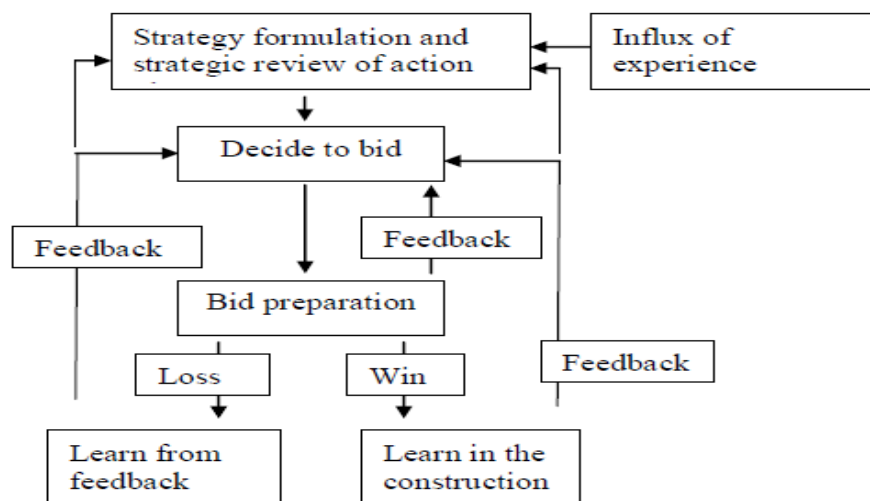 Strategy formulation and
strategic review of action
Influx of
experience
Decide to bid
Feedback
Feedback
Bid preparation
Feedback
Loss
Win
Learn from
feedback
Learn in the
construction